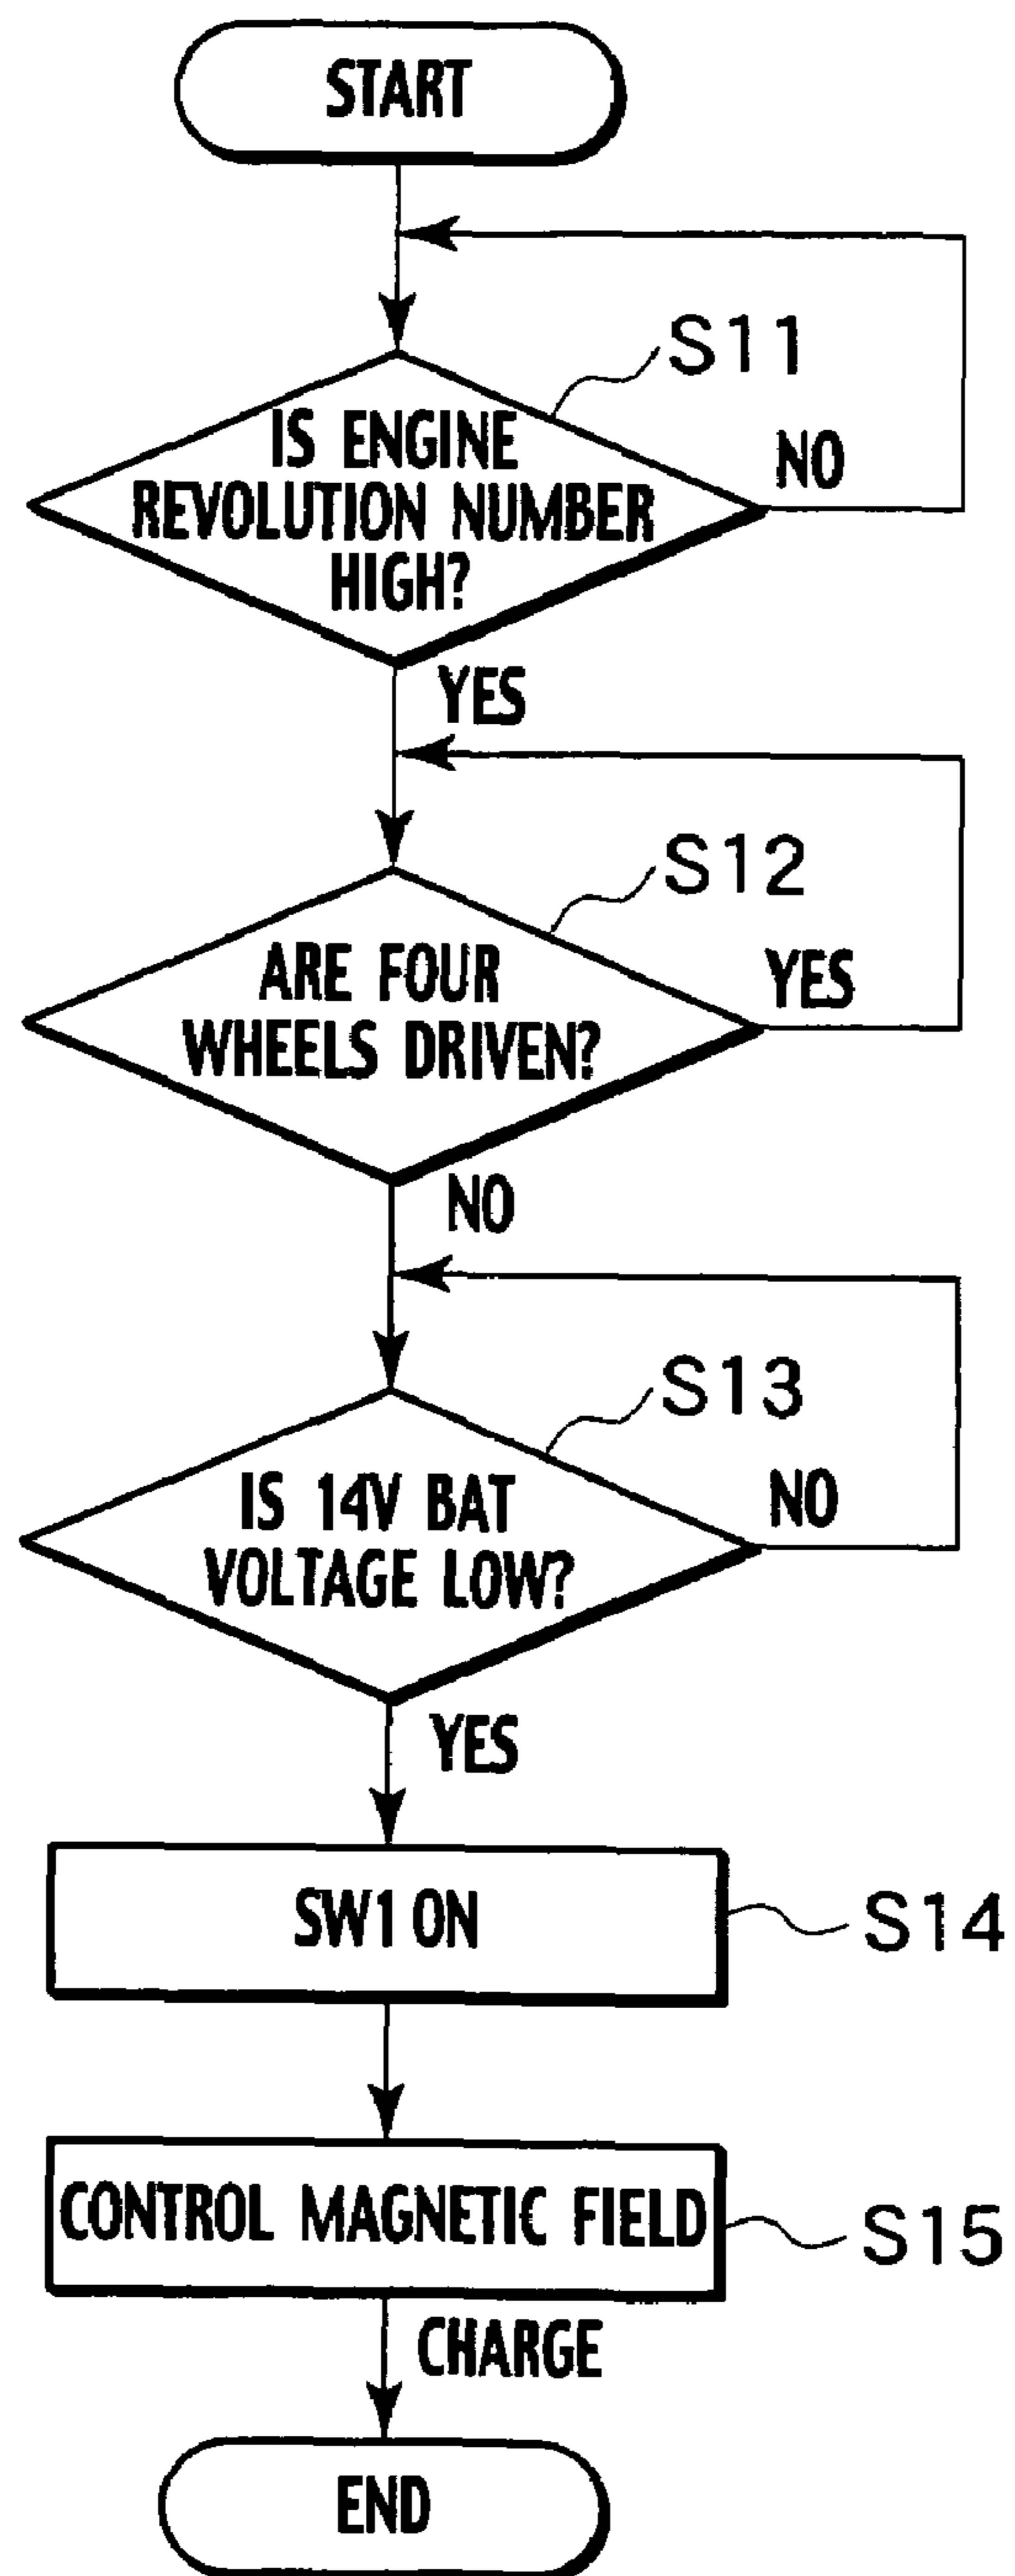 START
S11
IS ENGINE
REVOLUTION NUMBER
HIGH?
NO
YES
S12
ARE FOUR
WHEELS DRIVEN?
YES
NO
S13
IS 14V BAT
VOLTAGE LOW?
NO
YES
SW1 ON
S14
CONTROL MAGNETIC FIELD
S15
CHARGE
END